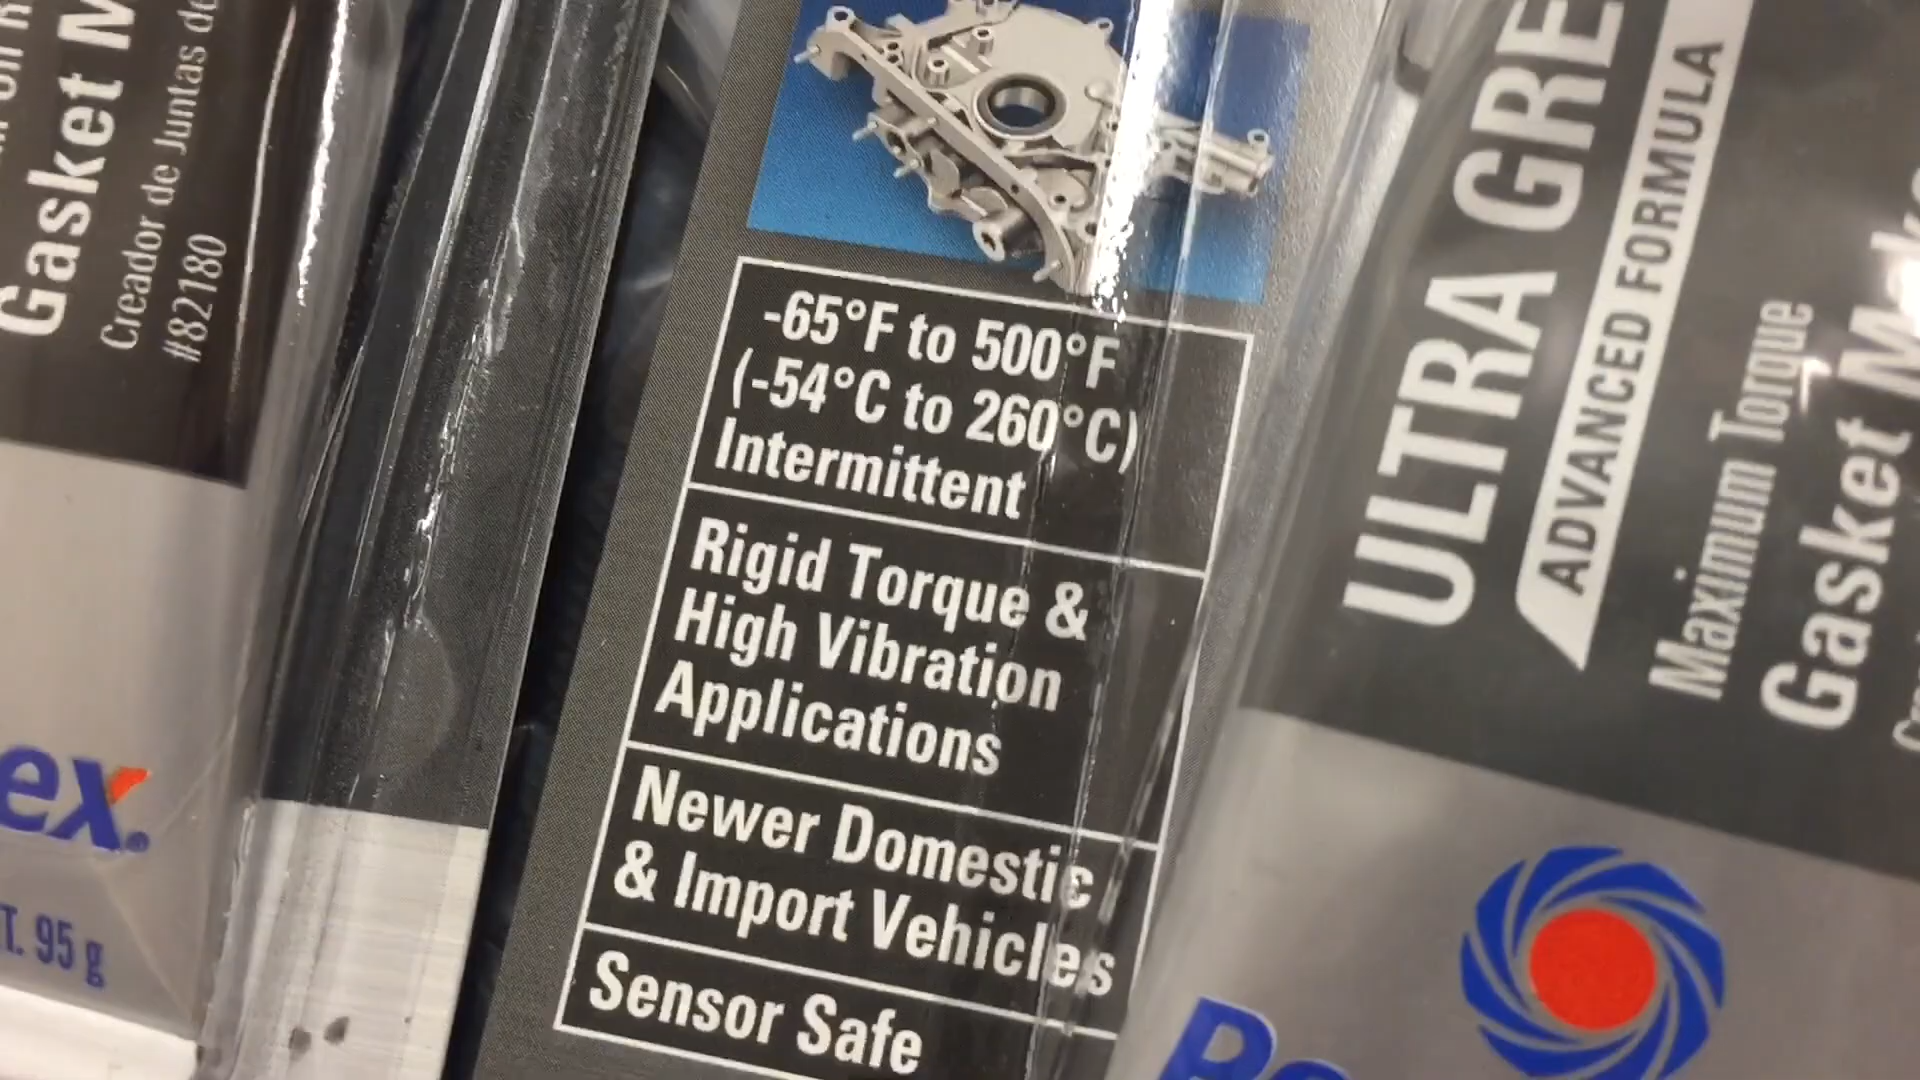 Gasket
Creador de Juntas de
#82180
ex®
T. 95 g
-65°F to 500°F
(-54°C to 260°C)
Intermittent
Rigid Torque &
High Vibration
Applications
Newer Domestic
& Import Vehicles
Sensor Safe
ULTRA GRE
ADVANCED FORMULA
Maximum Torque
Gasket Make